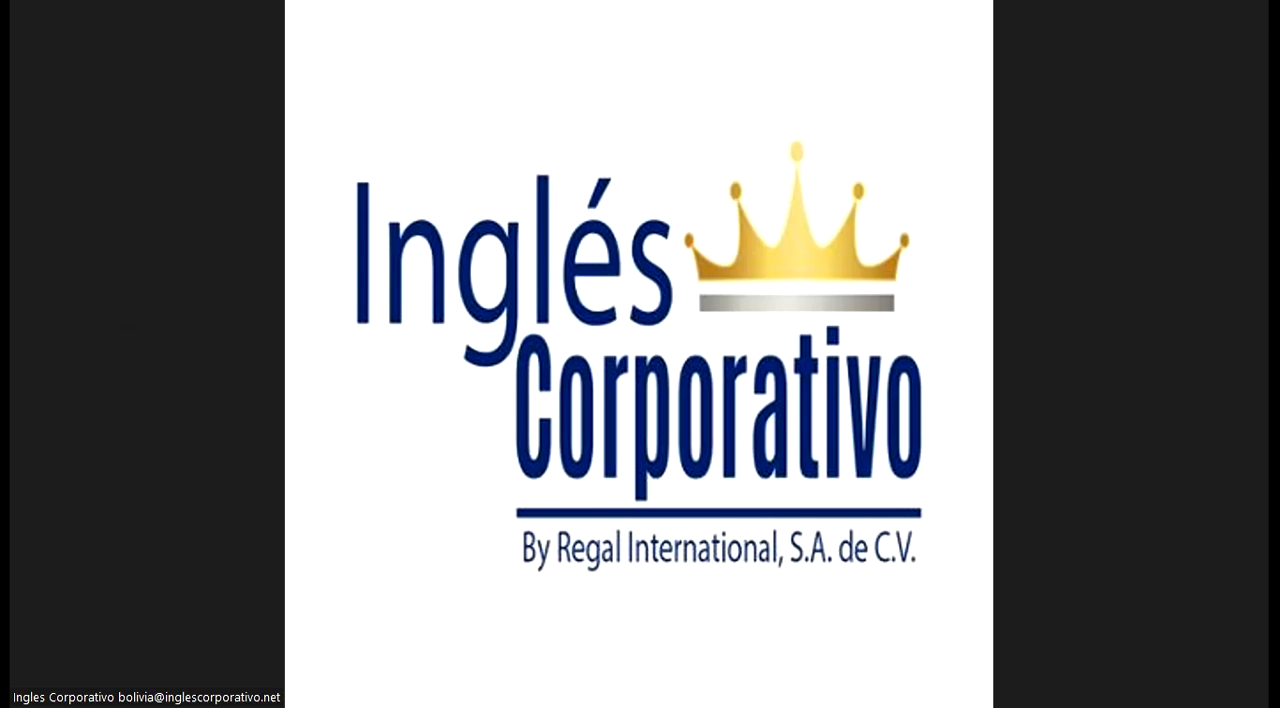 Inglés
Corporativo
By Regal International, S.A. de C.V.
Ingles Corporativo bolivia@inglescorporativo.net